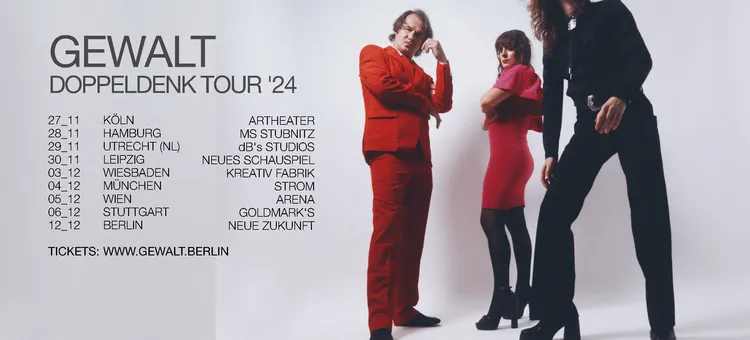 GEWALT
DOPPELDENK TOUR '24
27_11 KÖLN ARTHEATER
28_11 HAMBURG MS STUBNITZ
29_11 UTRECHT (NL) dB's STUDIOS
30_11 LEIPZIG NEUES SCHAUSPIEL
03_12 WIESBADEN KREATIV FABRIK
04_12 MÜNCHEN STROM
05_12 WIEN ARENA
06_12 STUTTGART GOLDMARK'S
12_12 BERLIN NEUE ZUKUNFT
TICKETS: WWW.GEWALT.BERLIN